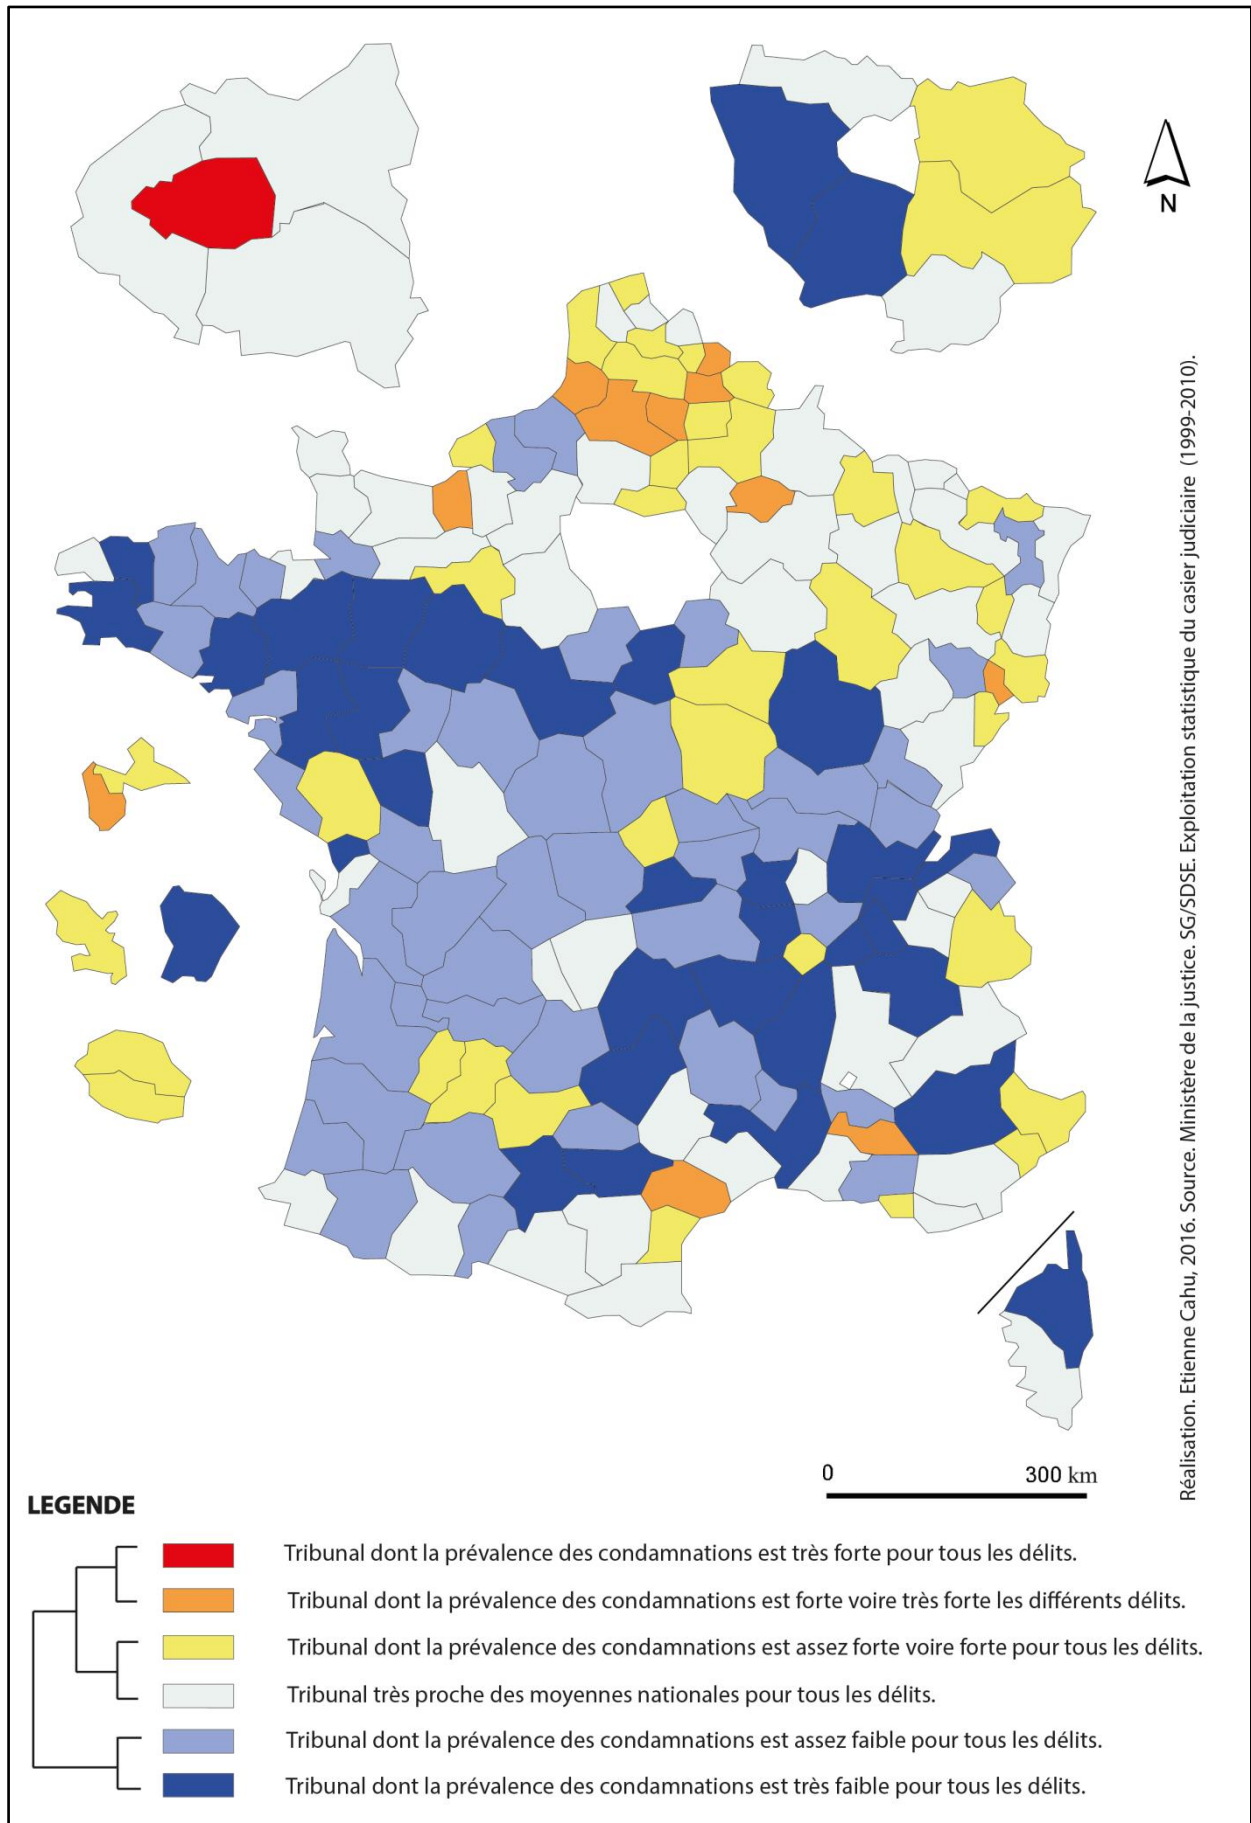 N
Réalisation. Etienne Cahu, 2016. Source. Ministère de la justice. SG/SDSE. Exploitation statistique du casier judiciaire (1999-2010).
0 300 km
LEGENDE
Tribunal dont la prévalence des condamnations est très forte pour tous les délits.
Tribunal dont la prévalence des condamnations est forte voire très forte les différents délits.
Tribunal dont la prévalence des condamnations est assez forte voire forte pour tous les délits.
Tribunal très proche des moyennes nationales pour tous les délits.
Tribunal dont la prévalence des condamnations est assez faible pour tous les délits.
Tribunal dont la prévalence des condamnations est très faible pour tous les délits.